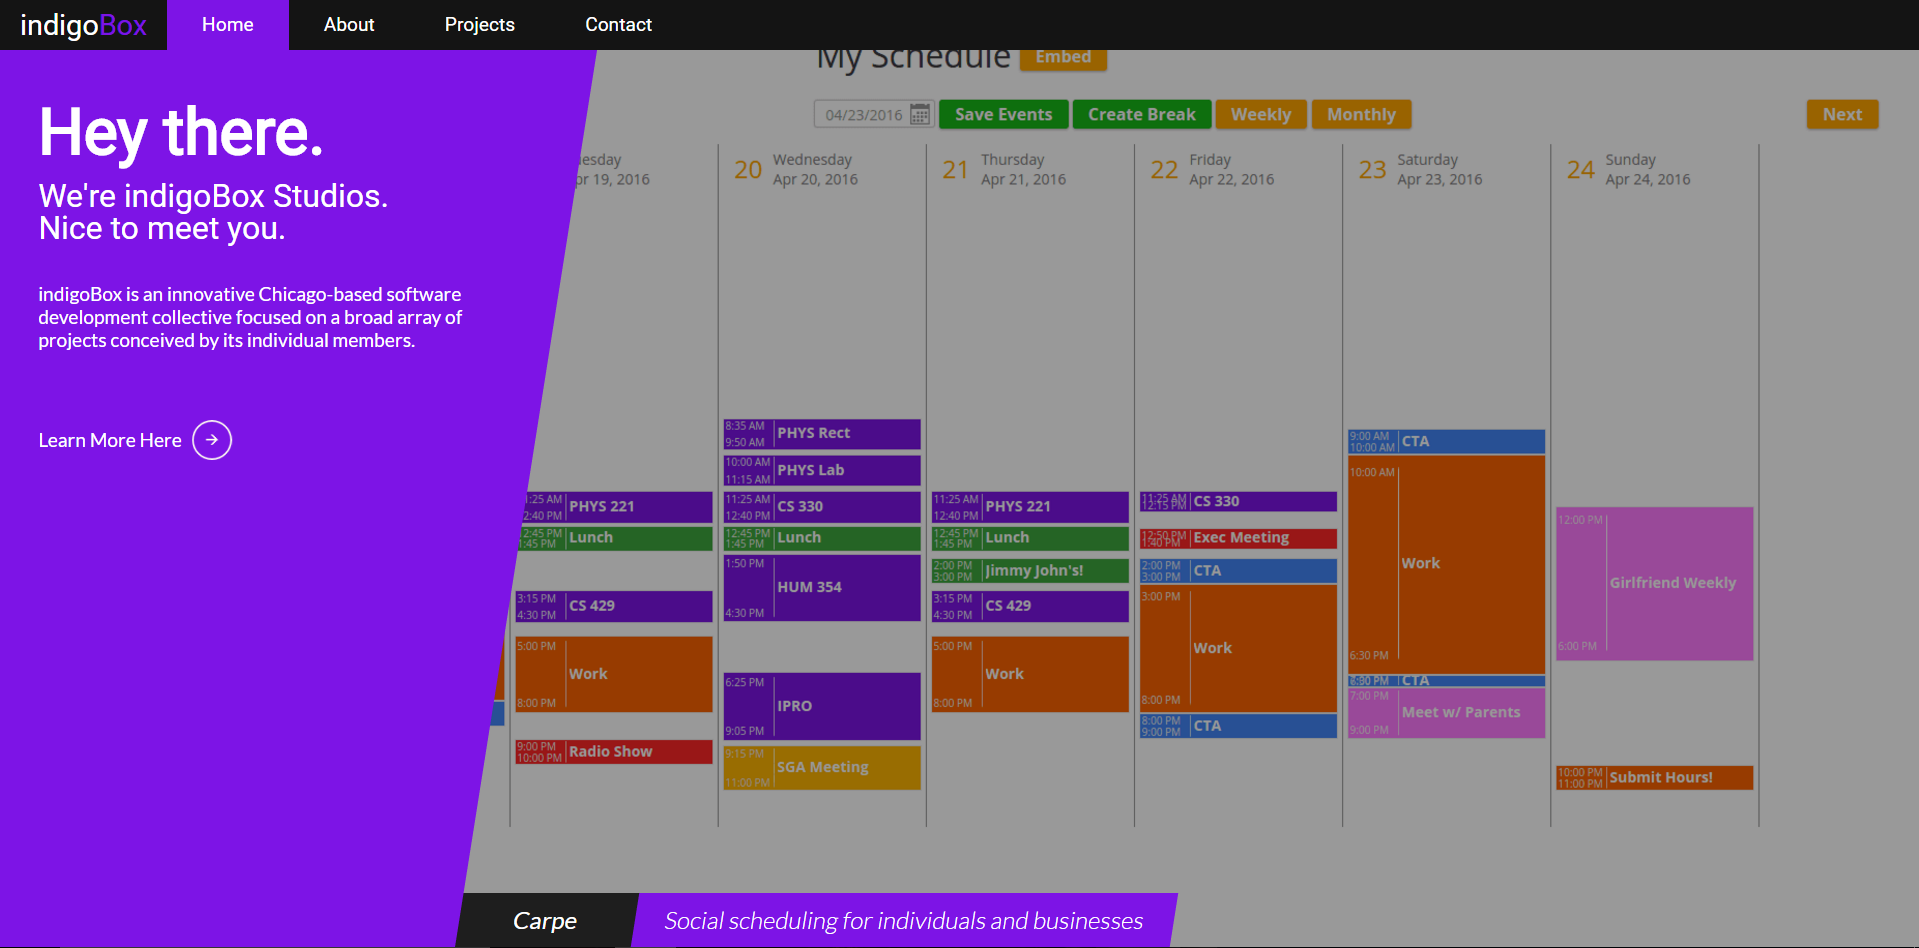 indigoBox Home About Projects Contact
Hey there.
We're indigoBox Studios.
Nice to meet you.
indigoBox is an innovative Chicago-based software
development collective focused on a broad array of
projects conceived by its individual members.
Learn More Here
My Schedule Embed
04/23/2016 Save Events Create Break Weekly Monthly Next
esday
pr 19, 2016
1:25 AM PHYS 221
2:40 PM
12:45 PM Lunch
1:45 PM
3:15 PM CS 429
4:30 PM
5:00 PM
Work
8:00 PM
9:00 PM Radio Show
10:00 PM
20 Wednesday
Apr 20, 2016
8:35 AM PHYS Rect
9:50 AM
10:00 AM PHYS Lab
11:15 AM
11:25 AM CS 330
12:40 PM
12:45 PM Lunch
1:45 PM
1:50 PM
HUM 354
4:30 PM
6:25 PM
IPRO
9:05 PM
9:15 PM
SGA Meeting
11:00 PM
21 Thursday
Apr 21, 2016
11:25 AM PHYS 221
12:40 PM
12:45 PM Lunch
1:45 PM
2:00 PM Jimmy John's!
3:00 PM
3:15 PM CS 429
4:30 PM
5:00 PM
Work
8:00 PM
22 Friday
Apr 22, 2016
11:25 AM CS 330
12:15 PM
12:50 PM Exec Meeting
1:40 PM
2:00 PM CTA
3:00 PM
3:00 PM
Work
8:00 PM
8:00 PM CTA
9:00 PM
23 Saturday
Apr 23, 2016
9:00 AM CTA
10:00 AM
10:00 AM
Work
6:30 PM
CTA
7:00 PM
Meet w/ Parents
9:00 PM
24 Sunday
Apr 24, 2016
12:00 PM
Girlfriend Weekly
6:00 PM
10:00 PM Submit Hours!
11:00 PM
Carpe Social scheduling for individuals and businesses